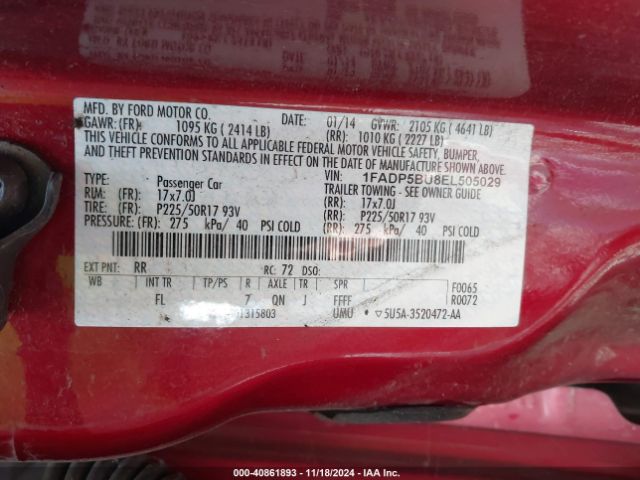 MFD. BY FORD MOTOR CO.
DATE: 01/14 GVWR: 2105 KG ( 4641 LB)
GAWR: (FR): 1095 KG ( 2414 LB) (RR): 1010 KG ( 2227 LB)
THIS VEHICLE CONFORMS TO ALL APPLICABLE FEDERAL MOTOR VEHICLE SAFETY, BUMPER,
AND THEFT PREVENTION STANDARDS IN EFFECT ON THE DATE OF MANUFACTURE SHOWN ABOVE.
VIN: 1FADP5BU8EL505029
TYPE: Passenger Car TRAILER TOWING - SEE OWNER GUIDE
RIM: (FR): 17x7.0J (RR): 17x7.0J
TIRE: (FR): P225/50R17 93V (RR): P225/50R17 93V
PRESSURE: (FR): 275 kPa/ 40 PSI COLD (RR): 275 kPa/ 40 PSI COLD
EXT PNT: RR RC: 72 DSO:
WB INT TR TP/PS R AXLE TR SPR F0065
FL 7 QN J FFFF R0072
01315803 UMU ▽5U5A-3520472-AA
000-40861893 - 11/18/2024 - IAAI.COM